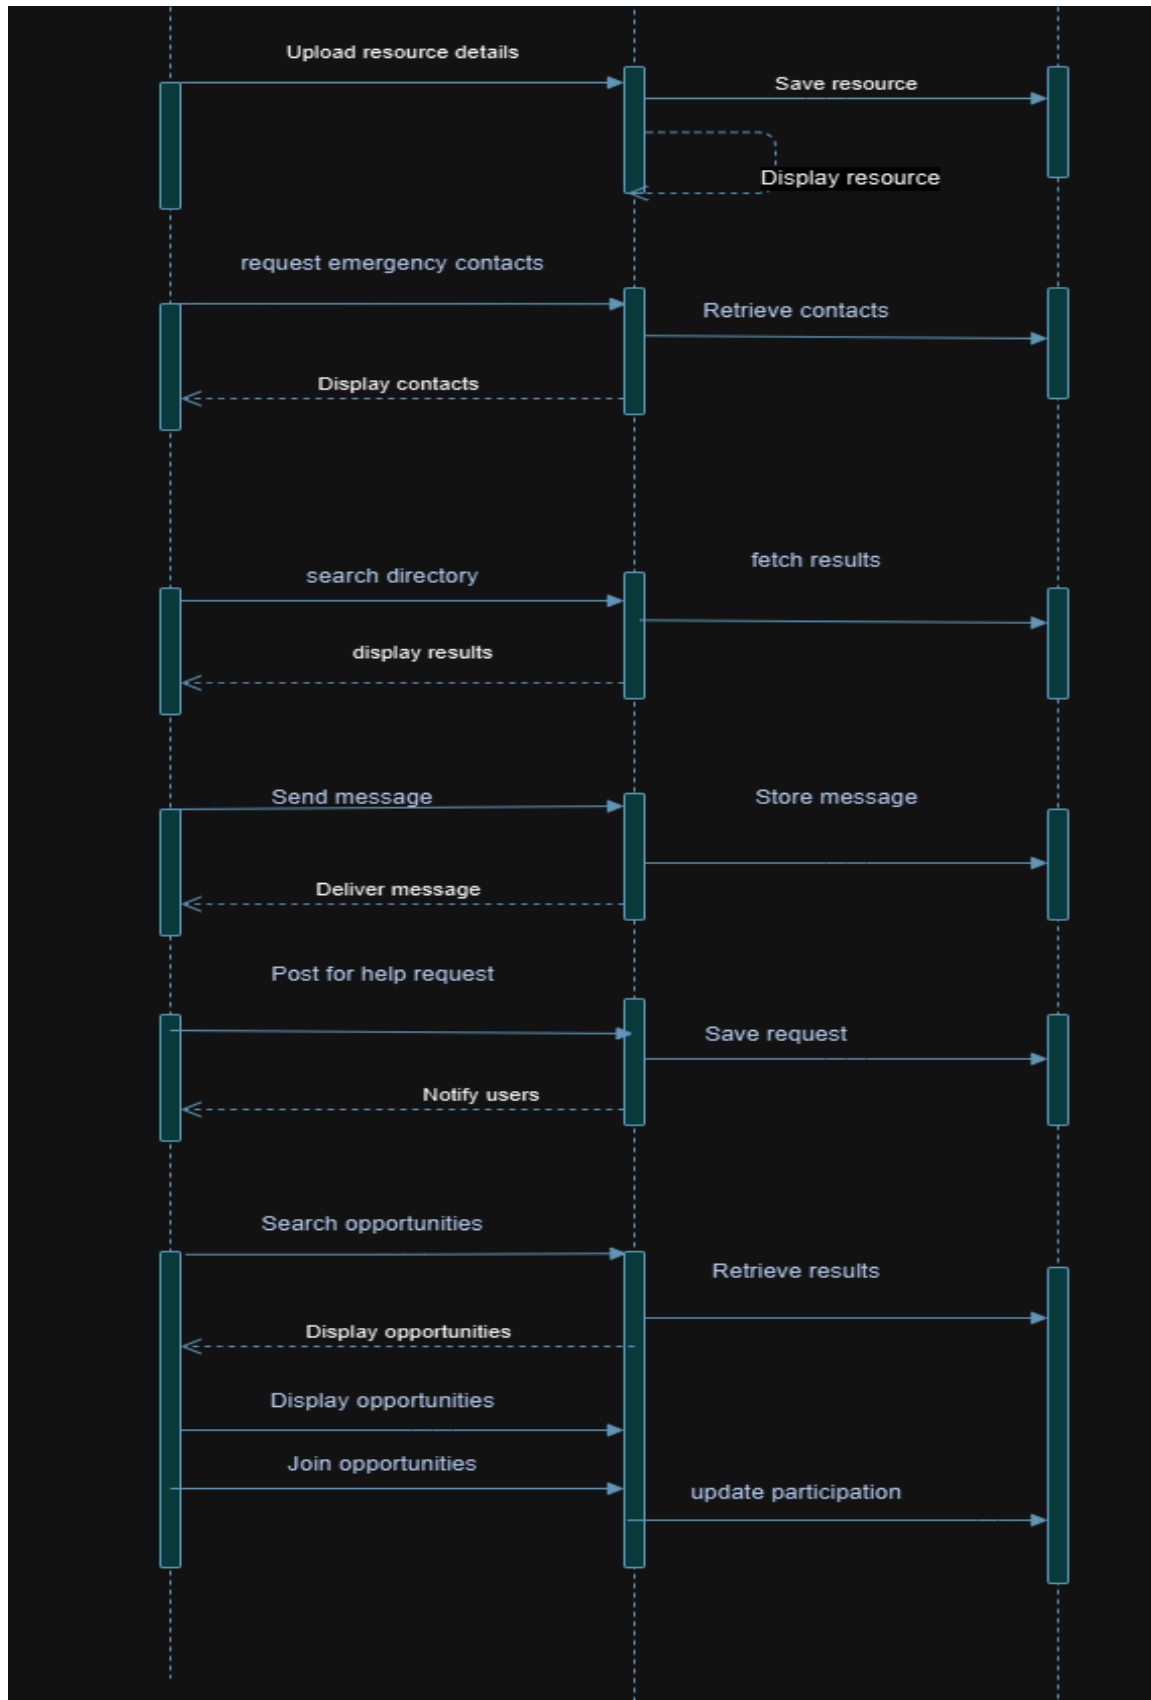 Upload resource details
Save resource
Display resource
request emergency contacts
Retrieve contacts
Display contacts
fetch results
search directory
display results
Send message
Store message
Deliver message
Post for help request
Save request
Notify users
Search opportunities
Retrieve results
Display opportunities
Display opportunities
Join opportunities
update participation